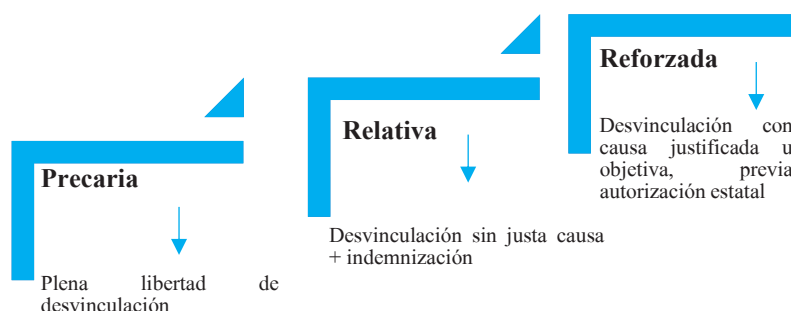 Precaria
Plena libertad de
desvinculación
Relativa
Desvinculación sin justa causa
+ indemnización
Reforzada
Desvinculación con
causa justificada u
objetiva, previa
autorización estatal